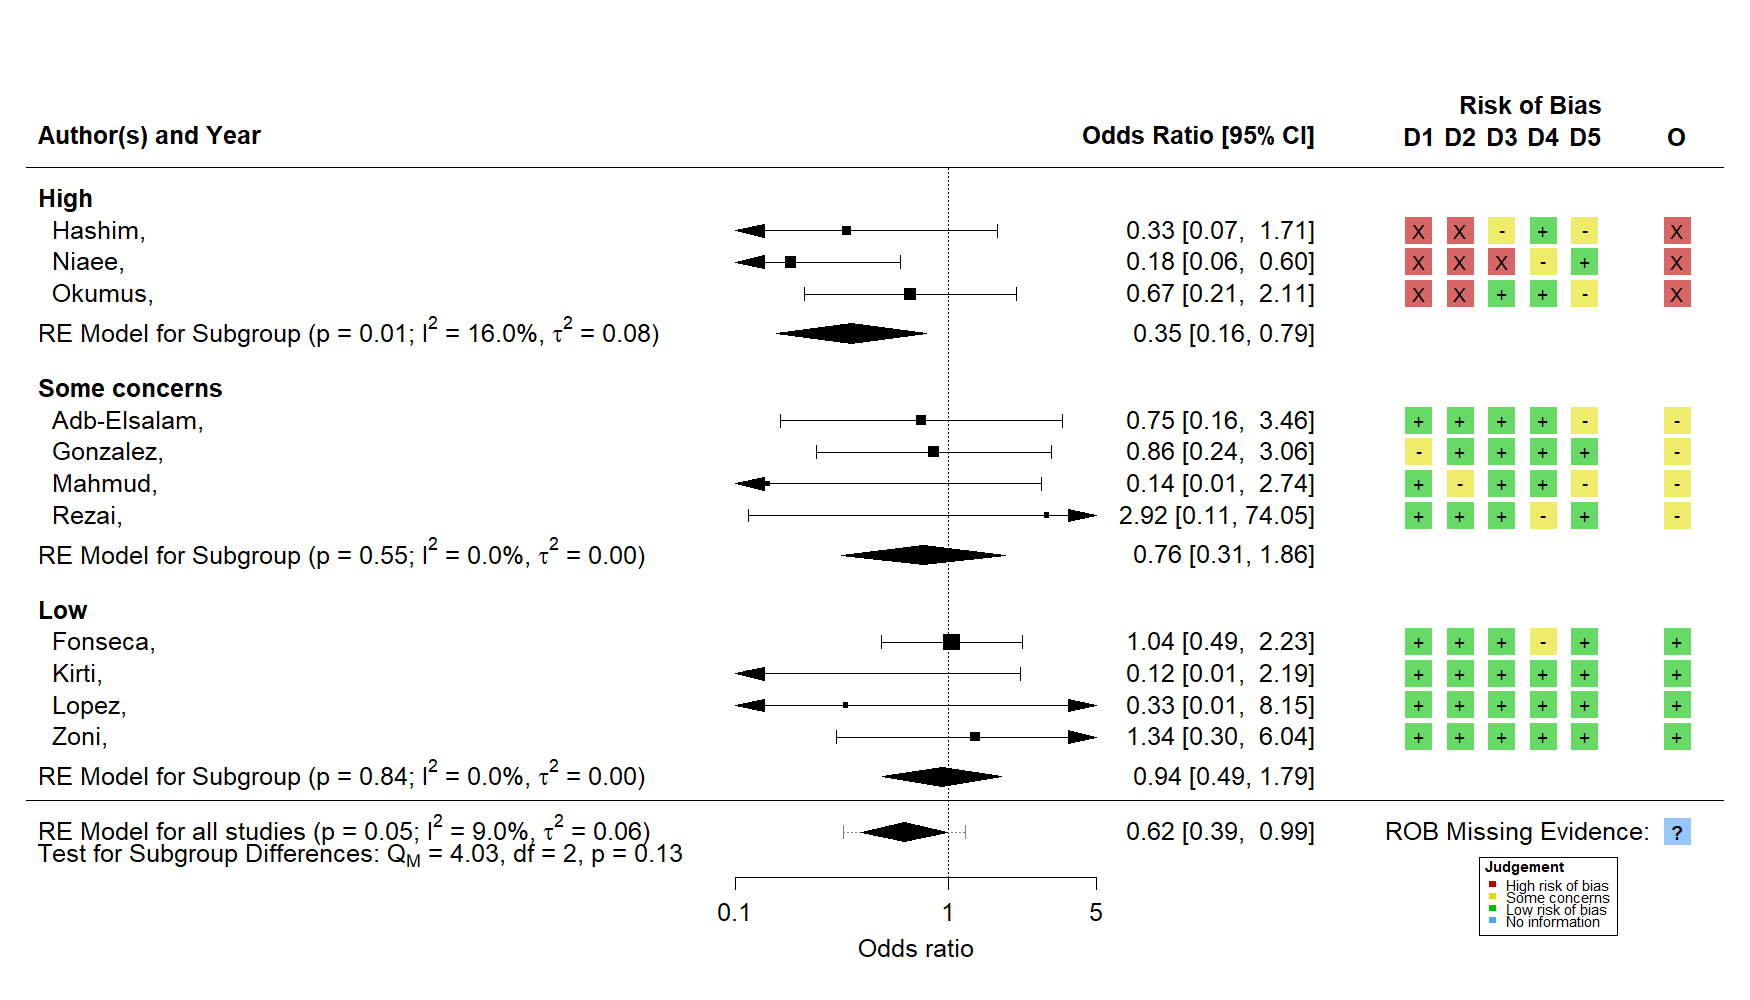 Risk of Bias
Author(s) and Year Odds Ratio [95% CI] D1 D2 D3 D4 D5 O
High
Hashim, 0.33 [0.07, 1.71] X X - + - X
Niaee, 0.18 [0.06, 0.60] X X X - + X
Okumus, 0.67 [0.21, 2.11] X X + + - X
RE Model for Subgroup (p = 0.01; I² = 16.0%, τ² = 0.08) 0.35 [0.16, 0.79]
Some concerns
Adb-Elsalam, 0.75 [0.16, 3.46] + + + + - -
Gonzalez, 0.86 [0.24, 3.06] - + + + + -
Mahmud, 0.14 [0.01, 2.74] + - + + - -
Rezai, 2.92 [0.11, 74.05] + + + - + -
RE Model for Subgroup (p = 0.55; I² = 0.0%, τ² = 0.00) 0.76 [0.31, 1.86]
Low
Fonseca, 1.04 [0.49, 2.23] + + + - + +
Kirti, 0.12 [0.01, 2.19] + + + + + +
Lopez, 0.33 [0.01, 8.15] + + + + + +
Zoni, 1.34 [0.30, 6.04] + + + + + +
RE Model for Subgroup (p = 0.84; I² = 0.0%, τ² = 0.00) 0.94 [0.49, 1.79]
RE Model for all studies (p = 0.05; I² = 9.0%, τ² = 0.06) 0.62 [0.39, 0.99] ROB Missing Evidence: ?
Test for Subgroup Differences: Q_M = 4.03, df = 2, p = 0.13
Judgement
High risk of bias
Some concerns
Low risk of bias
No information
0.1 1 5
Odds ratio